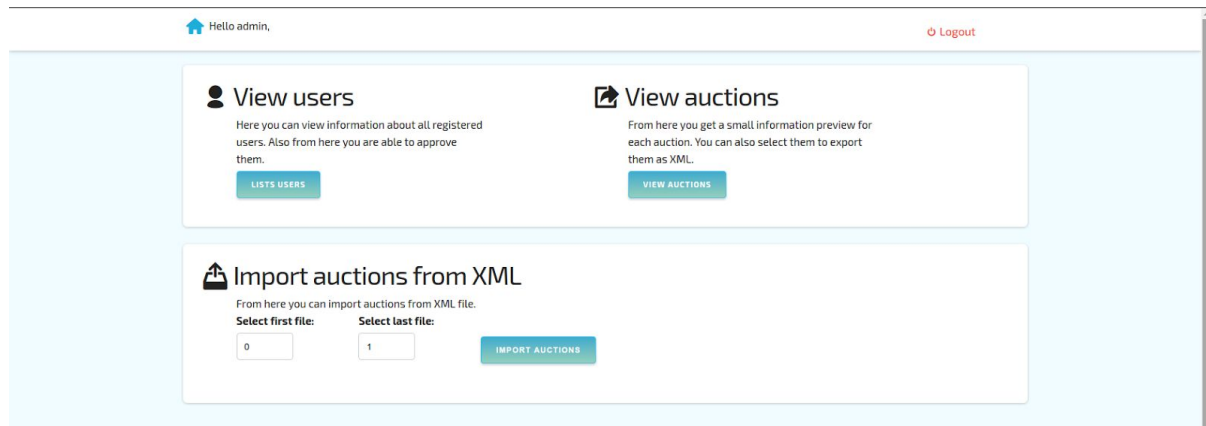 Hello admin,
Logout
View users
Here you can view information about all registered
users. Also from here you are able to approve
them.
LISTS USERS
View auctions
From here you get a small information preview for
each auction. You can also select them to export
them as XML.
VIEW AUCTIONS
Import auctions from XML
From here you can import auctions from XML file.
Select first file: Select last file:
0 1 IMPORT AUCTIONS